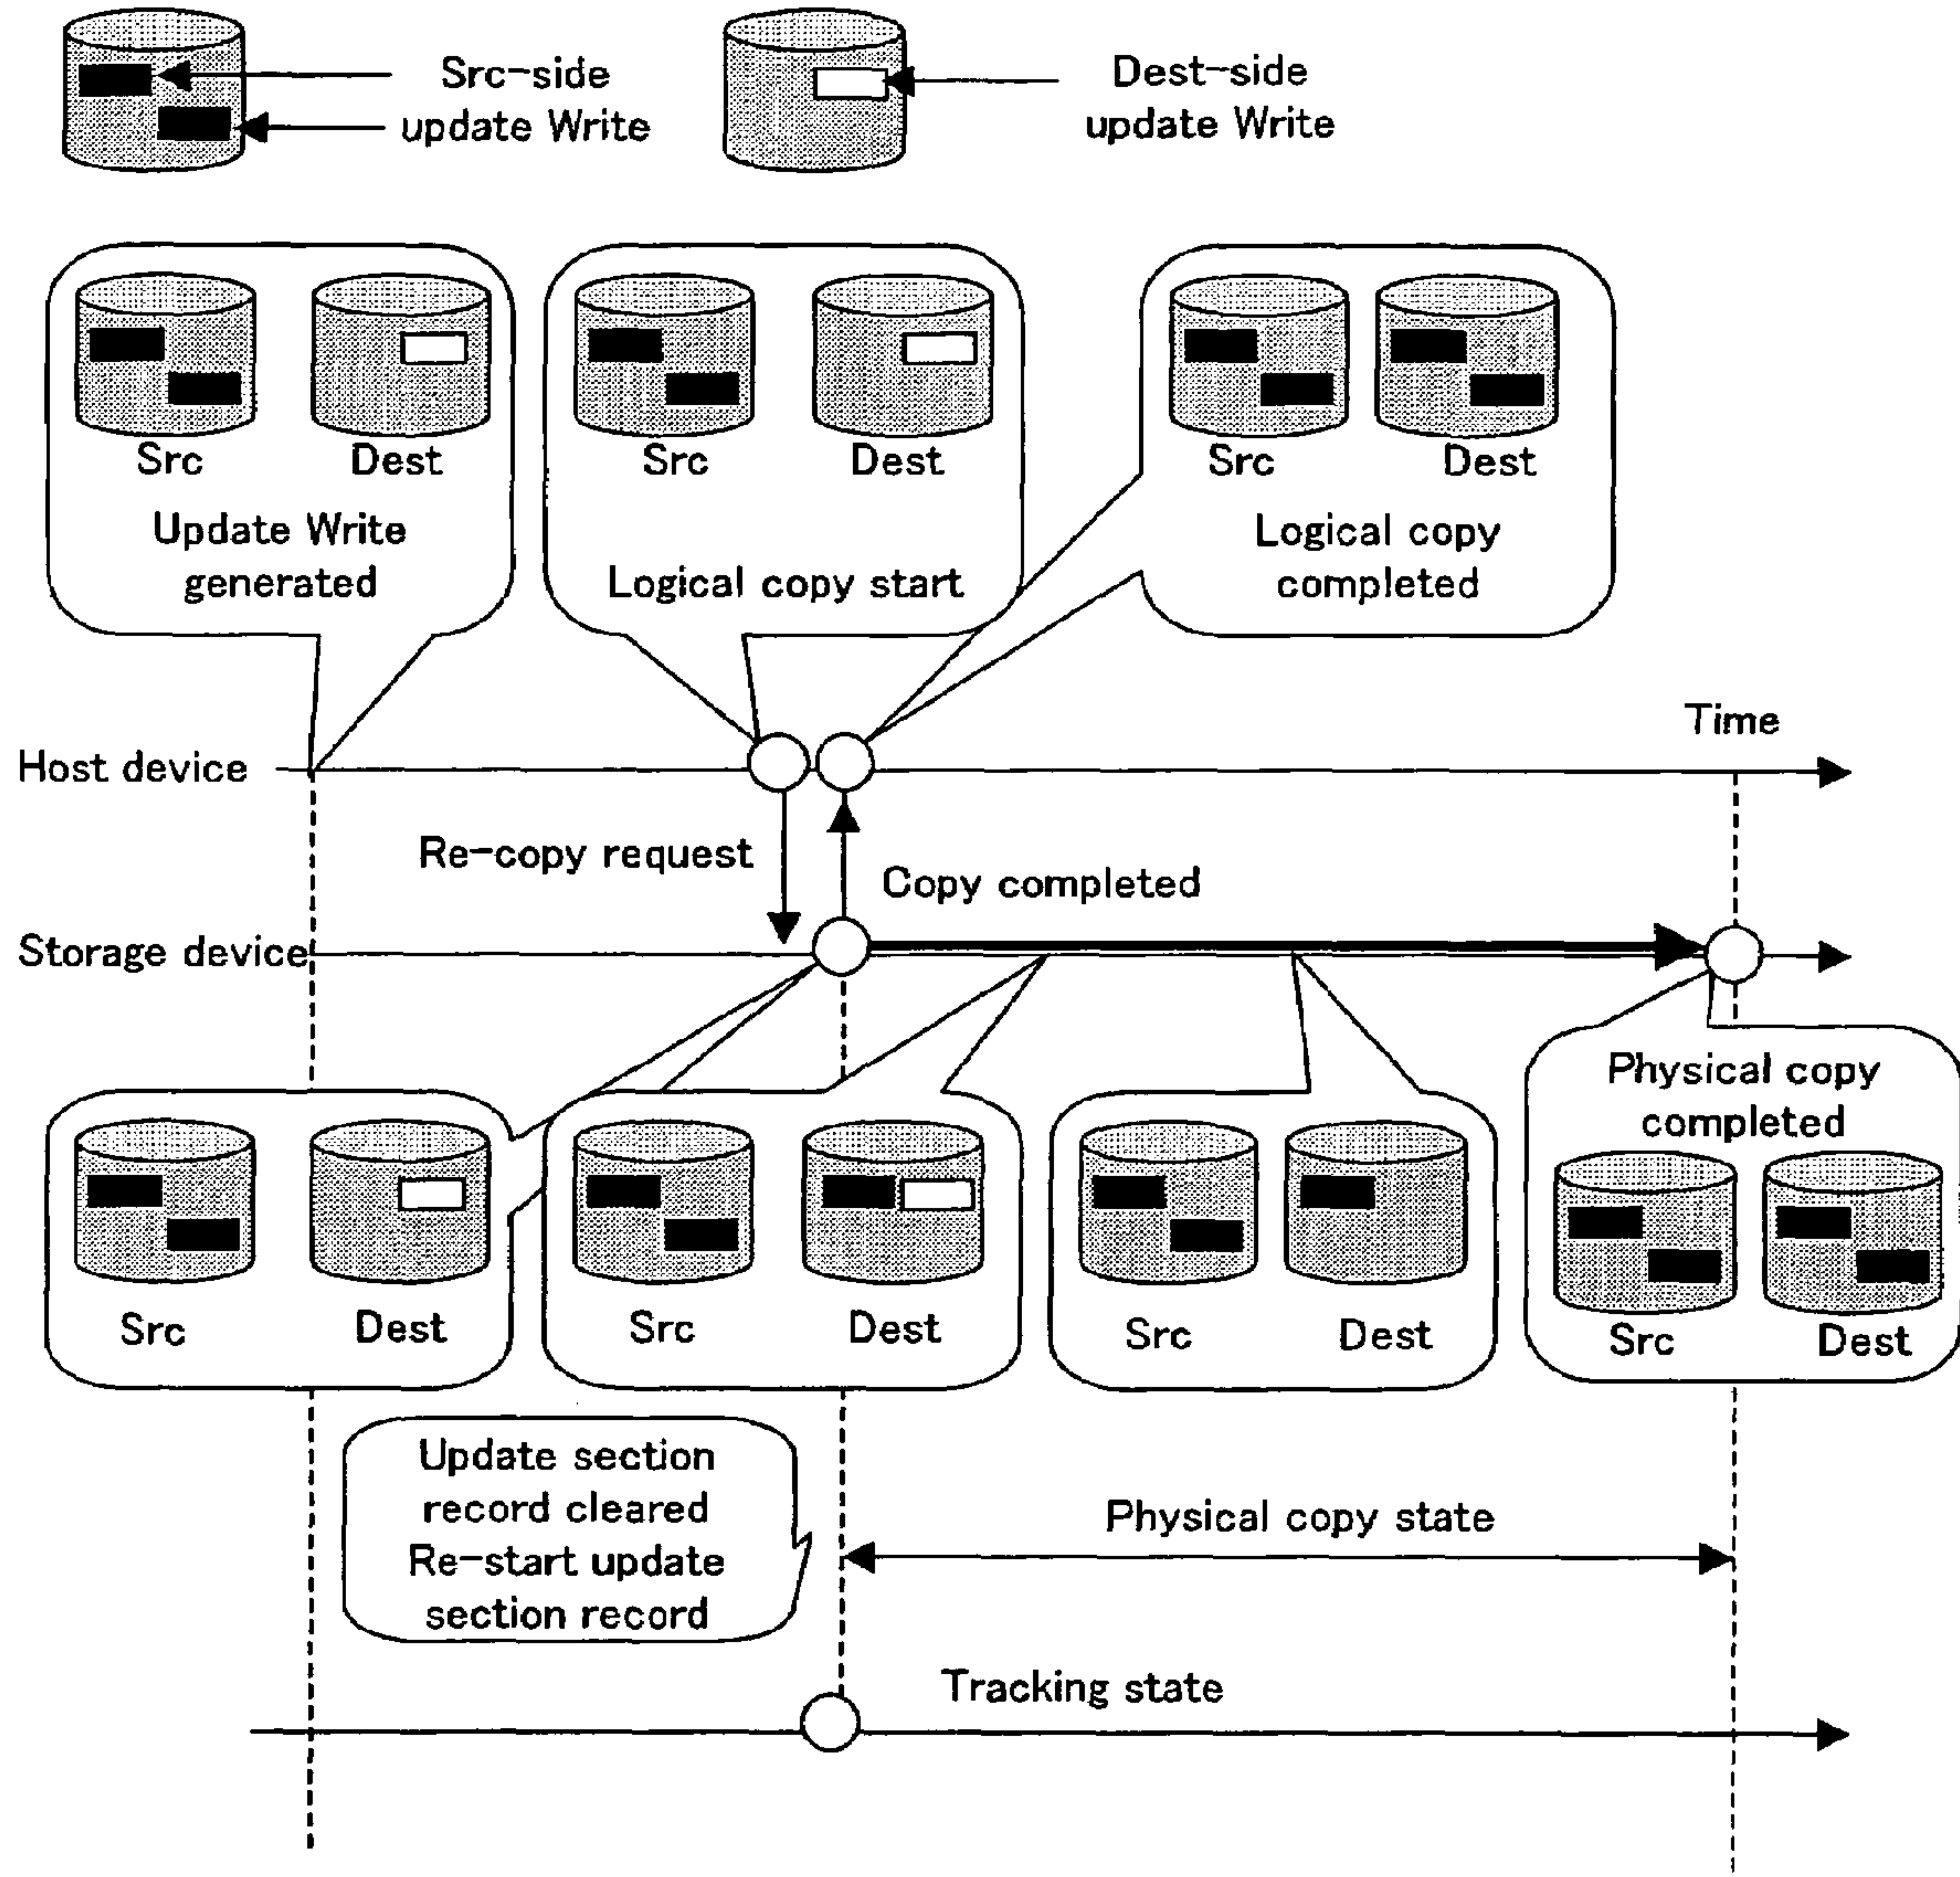 Src-side
update Write
Dest-side
update Write
Src
Dest
Update Write
generated
Src
Dest
Logical copy start
Src
Dest
Logical copy
completed
Time
Host device
Re-copy request
Copy completed
Storage device
Src
Dest
Src
Dest
Src
Dest
Physical copy
completed
Src
Dest
Update section
record cleared
Re-start update
section record
Physical copy state
Tracking state